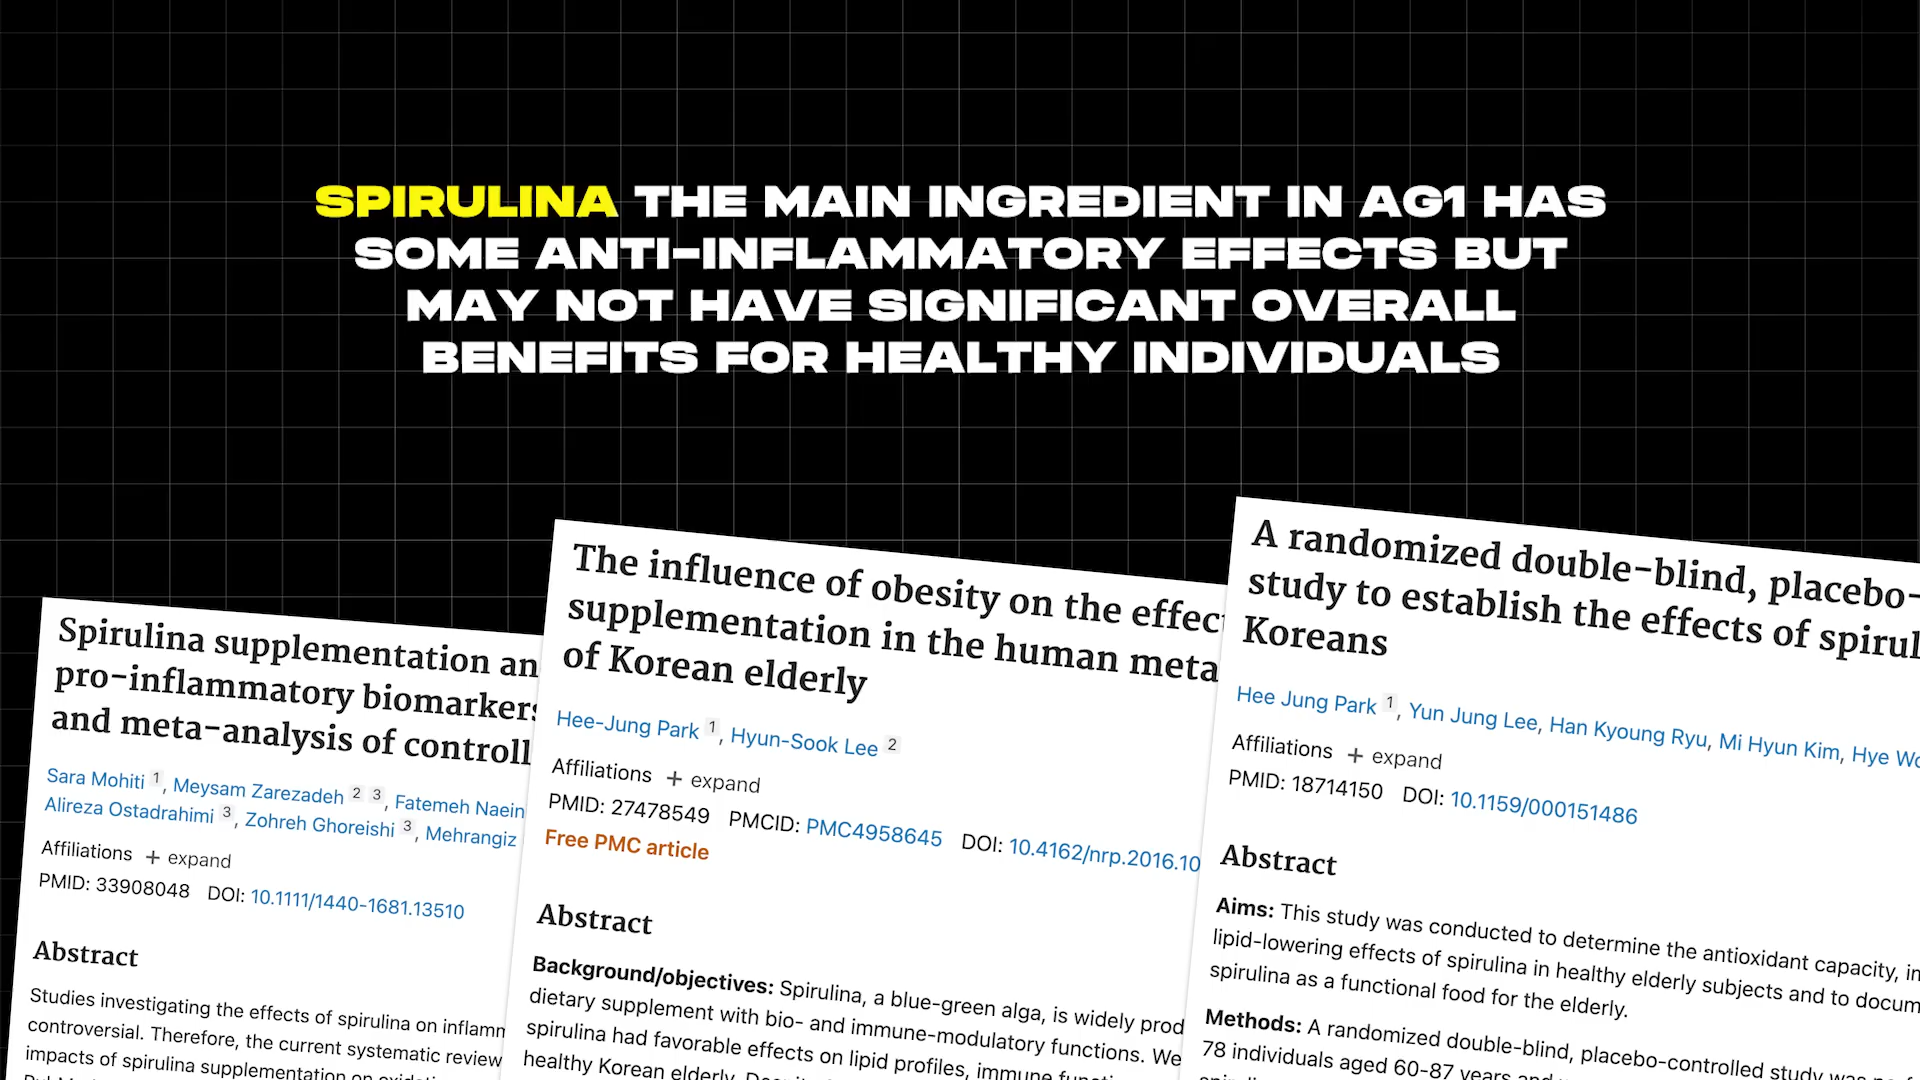 SPIRULINA THE MAIN INGREDIENT IN AG1 HAS
SOME ANTI-INFLAMMATORY EFFECTS BUT
MAY NOT HAVE SIGNIFICANT OVERALL
BENEFITS FOR HEALTHY INDIVIDUALS
Spirulina supplementation an
pro-inflammatory biomarkers
and meta-analysis of controll
Sara Mohiti 1, Meysam Zarezadeh 2 3, Fatemeh Naein
Alireza Ostadrahimi 3, Zohreh Ghoreishi 3, Mehrangiz
Affiliations + expand
PMID: 33908048 DOI: 10.1111/1440-1681.13510
Abstract
Studies investigating the effects of spirulina on inflamm
controversial. Therefore, the current systematic review
impacts of spirulina supplementation on
The influence of obesity on the effec
supplementation in the human meta
of Korean elderly
Hee-Jung Park 1, Hyun-Sook Lee 2
Affiliations + expand
PMID: 27478549 PMCID: PMC4958645 DOI: 10.4162/nrp.2016.10
Free PMC article
Abstract
Background/objectives: Spirulina, a blue-green alga, is widely prod
dietary supplement with bio- and immune-modulatory functions. We
spirulina had favorable effects on lipid profiles, immune
healthy Korean elderly.
A randomized double-blind, placebo-
study to establish the effects of spirul
Koreans
Hee Jung Park 1, Yun Jung Lee, Han Kyoung Ryu, Mi Hyun Kim, Hye Wo
Affiliations + expand
PMID: 18714150 DOI: 10.1159/000151486
Abstract
Aims: This study was conducted to determine the antioxidant capacity, i
lipid-lowering effects of spirulina in healthy elderly subjects and to docum
spirulina as a functional food for the elderly.
Methods: A randomized double-blind, placebo-controlled study was
78 individuals aged 60-87 years and